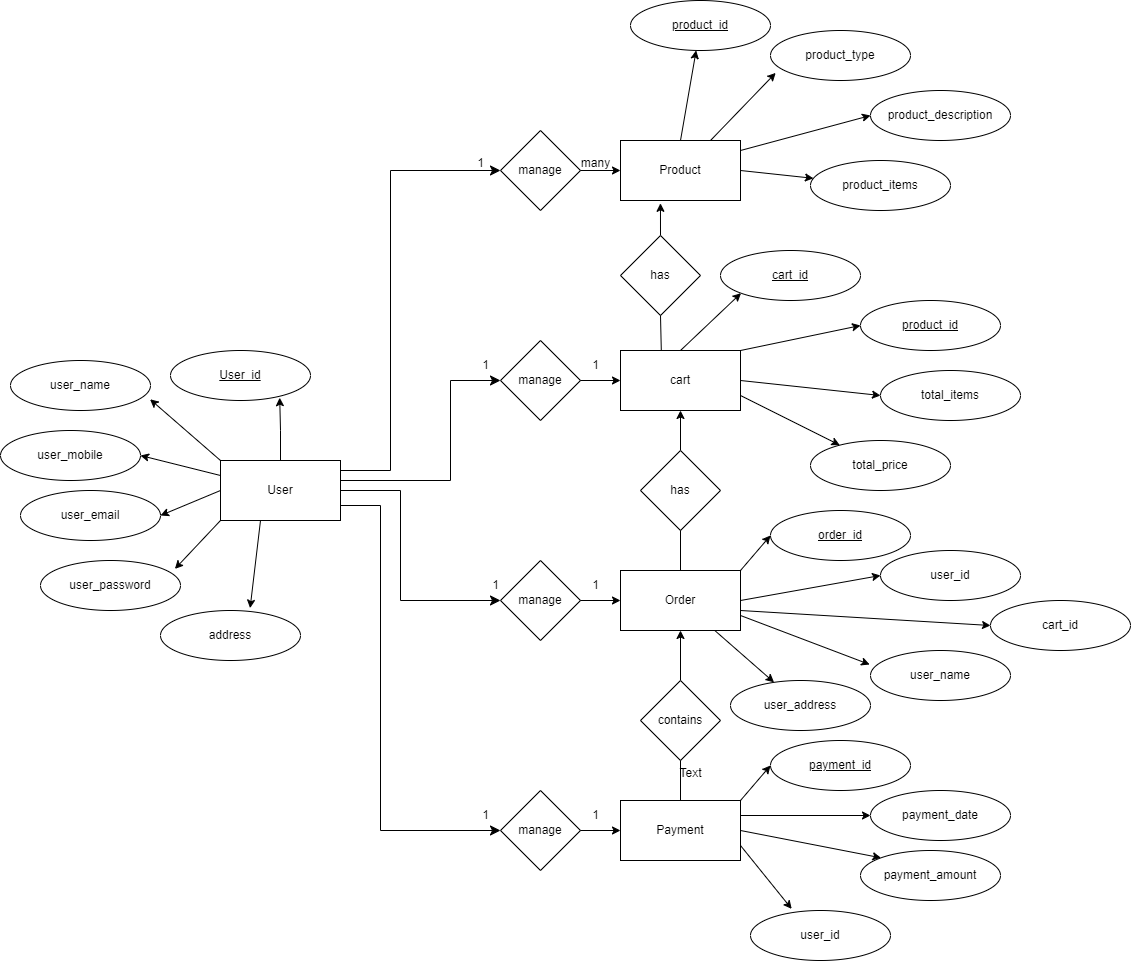 product_id
product_type
product_description
product_items
1
manage
many
Product
has
cart_id
product_id
total_items
total_price
1
manage
1
cart
user_name
User_id
user_mobile
user_email
user_password
address
User
has
order_id
user_id
cart_id
user_name
user_address
1
manage
1
Order
contains
Text
payment_id
payment_date
payment_amount
user_id
1
manage
1
Payment